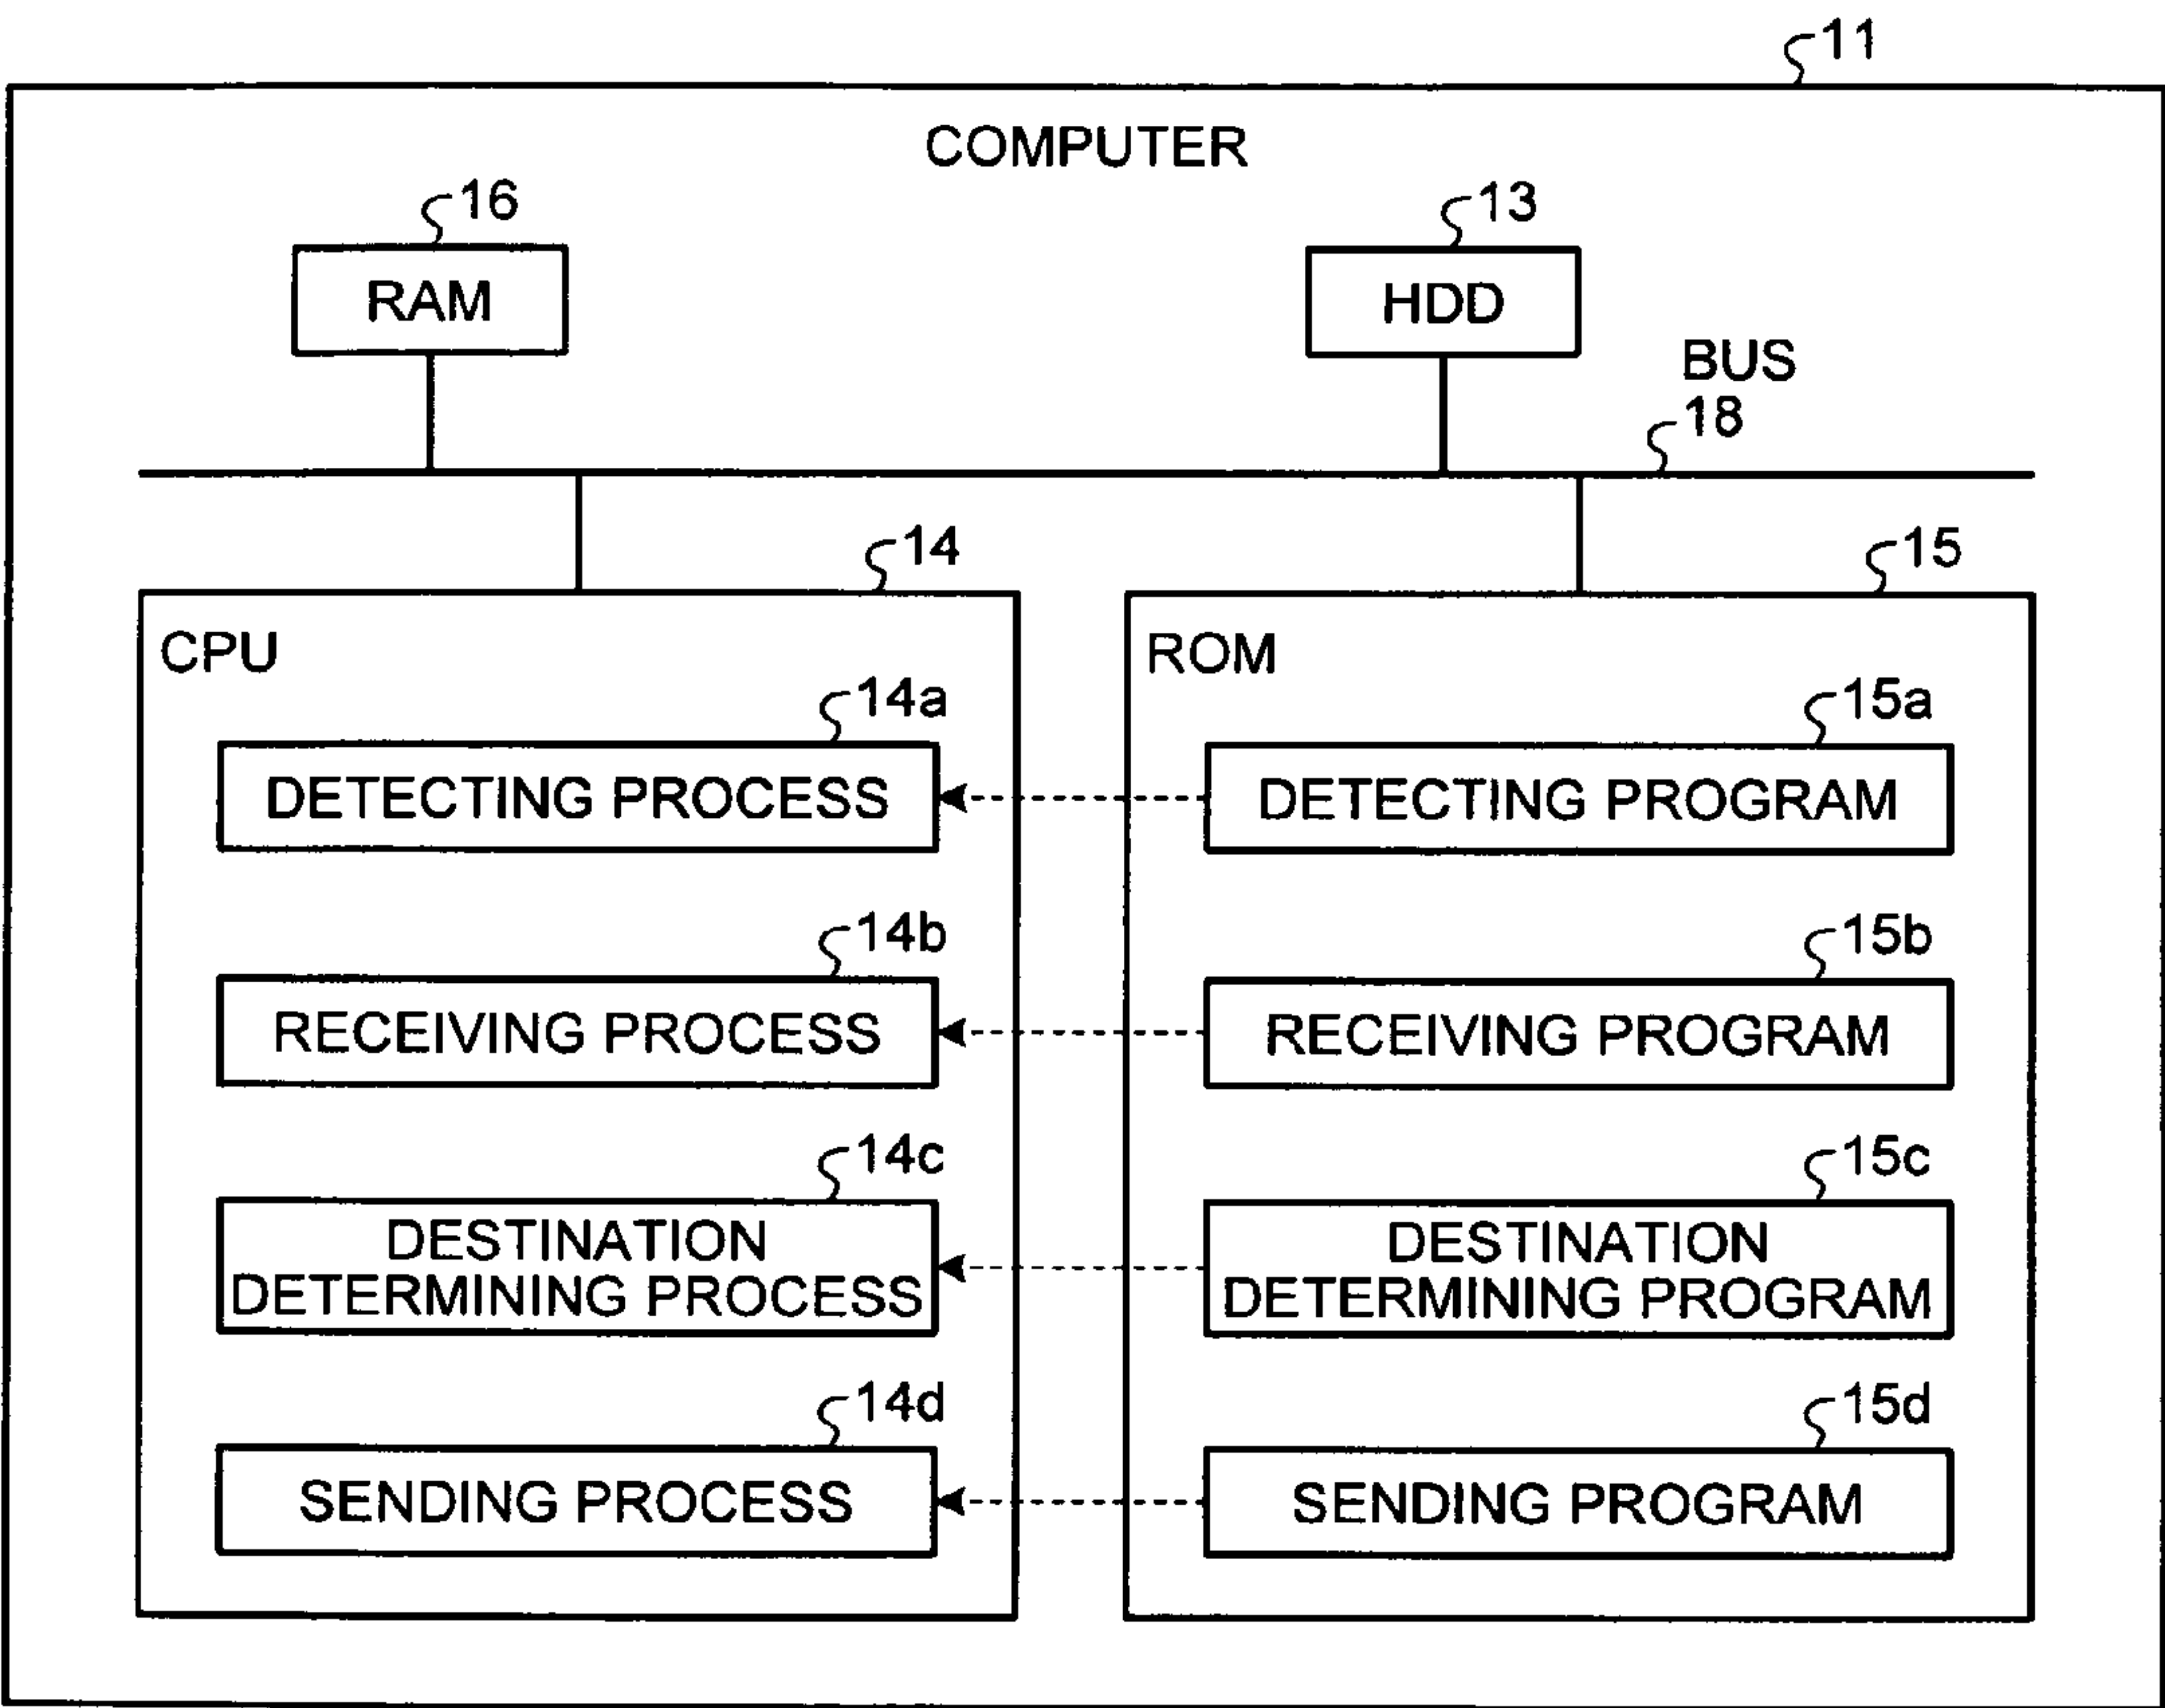 11
COMPUTER
16
13
RAM
HDD
BUS
18
14
15
CPU
ROM
14a
15a
DETECTING PROCESS
DETECTING PROGRAM
14b
15b
RECEIVING PROCESS
RECEIVING PROGRAM
14c
15c
DESTINATION
DETERMINING PROCESS
DESTINATION
DETERMINING PROGRAM
14d
15d
SENDING PROCESS
SENDING PROGRAM